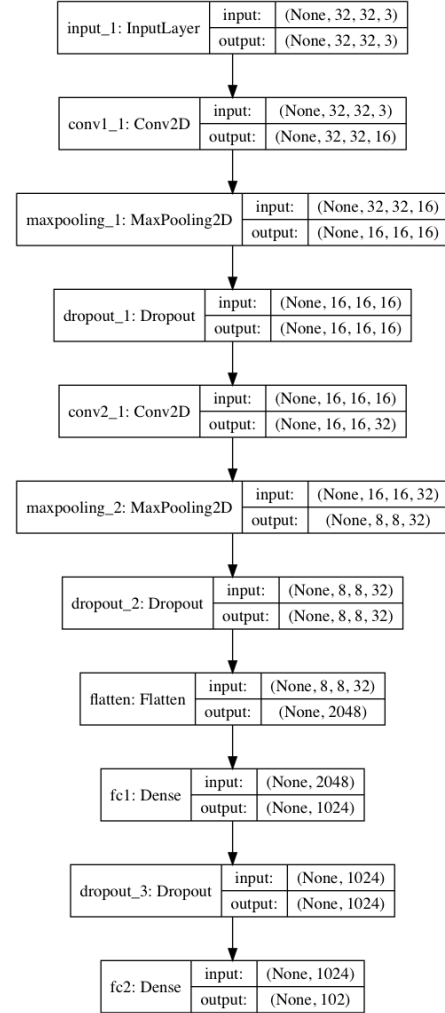 input_1: InputLayer input: (None, 32, 32, 3)
output: (None, 32, 32, 3)
conv1_1: Conv2D input: (None, 32, 32, 3)
output: (None, 32, 32, 16)
maxpooling_1: MaxPooling2D input: (None, 32, 32, 16)
output: (None, 16, 16, 16)
dropout_1: Dropout input: (None, 16, 16, 16)
output: (None, 16, 16, 16)
conv2_1: Conv2D input: (None, 16, 16, 16)
output: (None, 16, 16, 32)
maxpooling_2: MaxPooling2D input: (None, 16, 16, 32)
output: (None, 8, 8, 32)
dropout_2: Dropout input: (None, 8, 8, 32)
output: (None, 8, 8, 32)
flatten: Flatten input: (None, 8, 8, 32)
output: (None, 2048)
fc1: Dense input: (None, 2048)
output: (None, 1024)
dropout_3: Dropout input: (None, 1024)
output: (None, 1024)
fc2: Dense input: (None, 1024)
output: (None, 102)